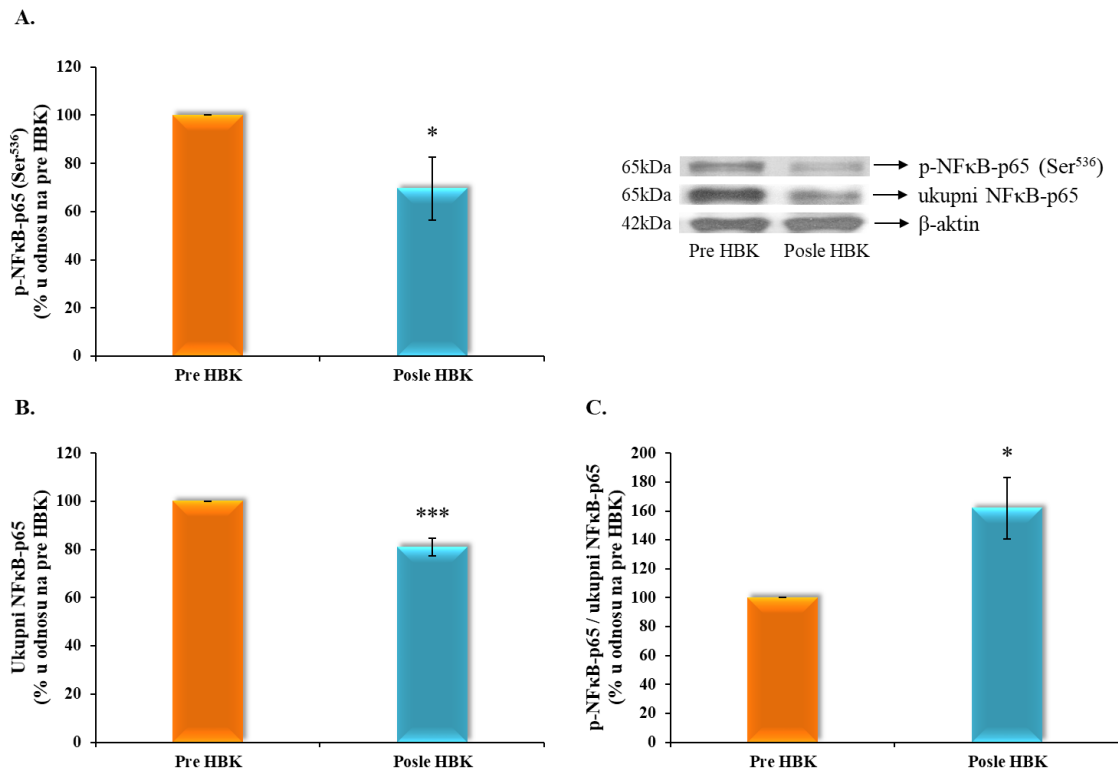 A.
p-NFκB-p65 (Ser⁵³⁶)
(% u odnosu na pre HBK)
120
100
80
60
40
20
0
*
Pre HBK
Posle HBK
65kDa
p-NFκB-p65 (Ser⁵³⁶)
65kDa
ukupni NFκB-p65
42kDa
β-aktin
Pre HBK
Posle HBK
B.
Ukupni NFκB-p65
(% u odnosu na pre HBK)
120
100
80
60
40
20
0
***
Pre HBK
Posle HBK
C.
p-NFκB-p65 / ukupni NFκB-p65
(% u odnosu na pre HBK)
200
180
160
140
120
100
80
60
40
20
0
*
Pre HBK
Posle HBK